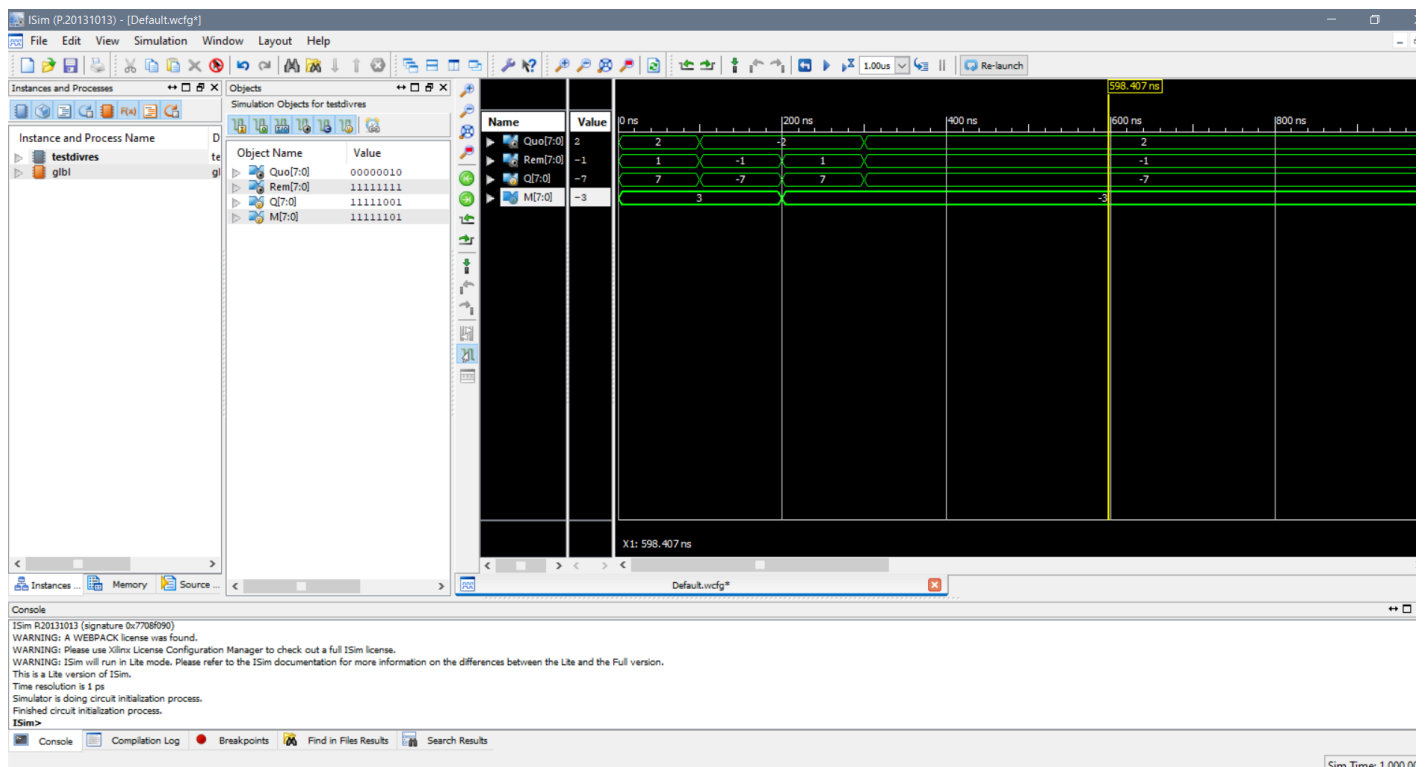 ISim (P.20131013) - [Default.wcfg*]
File Edit View Simulation Window Layout Help
1.00us Re-launch
Instances and Processes
Instance and Process Name D
testdivres te
glbl gl
Instances ... Memory Source ...
Objects
Simulation Objects for testdivres
Object Name Value
Quo[7:0] 00000010
Rem[7:0] 11111111
Q[7:0] 11111001
M[7:0] 11111101
598.407 ns
Name Value 0 ns 200 ns 400 ns 600 ns 800 ns
Quo[7:0] 2 2 -2 2
Rem[7:0] -1 1 -1 1 -1
Q[7:0] -7 7 -7 7 -7
M[7:0] -3 3 -3
X1: 598.407 ns
Default.wcfg*
Console
ISim P.20131013 (signature 0x7708f090)
WARNING: A WEBPACK license was found.
WARNING: Please use Xilinx License Configuration Manager to check out a full ISim license.
WARNING: ISim will run in Lite mode. Please refer to the ISim documentation for more information on the differences between the Lite and the Full version.
This is a Lite version of ISim.
Time resolution is 1 ps
Simulator is doing circuit initialization process.
Finished circuit initialization process.
ISim>
Console Compilation Log Breakpoints Find in Files Results Search Results
Sim Time: 1,000,00